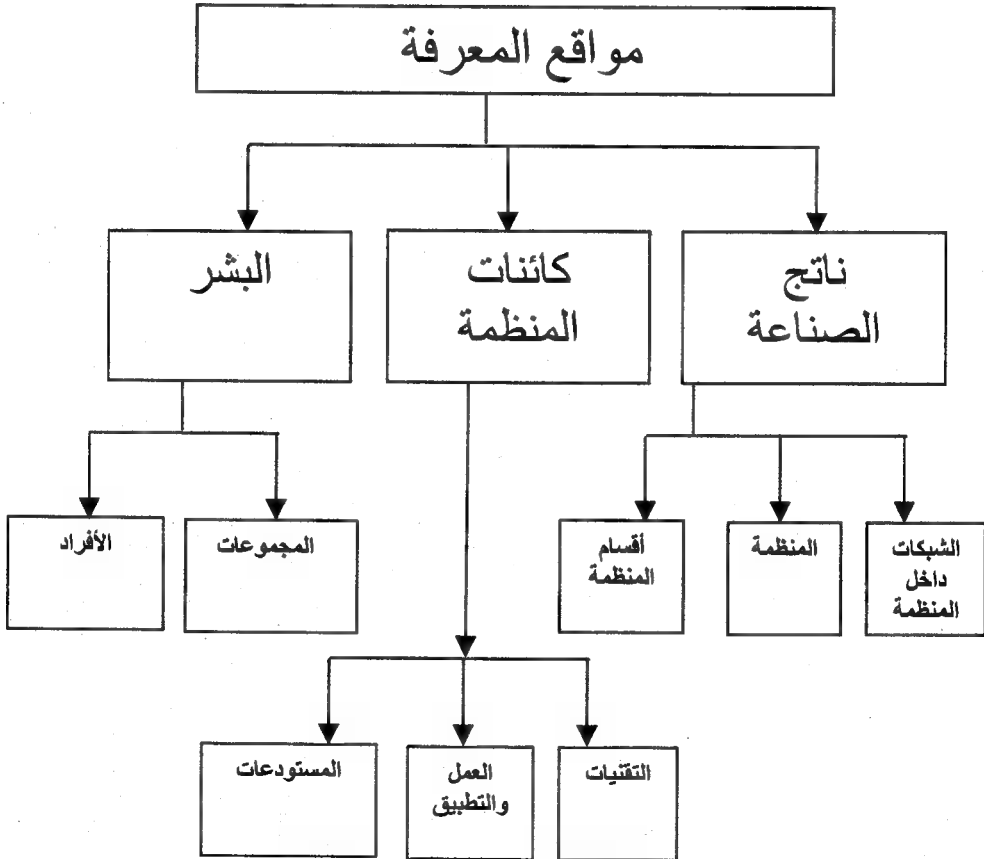 مواقع المعرفة
ناتج
الصناعة
كائنات
المنظمة
البشر
الشبكات
داخل
المنظمة
المنظمة
أقسام
المنظمة
المجموعات
الأفراد
التقنيات
العمل
والتطبيق
المستودعات